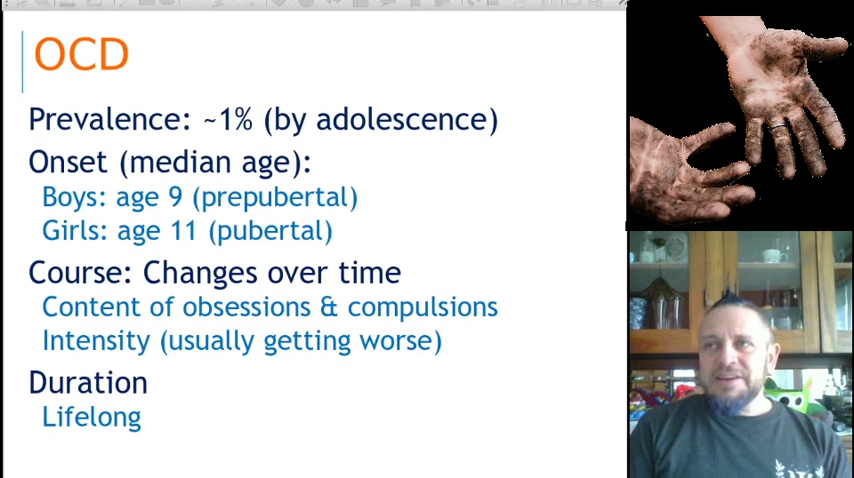 OCD
Prevalence: ~1% (by adolescence)
Onset (median age):
Boys: age 9 (prepubertal)
Girls: age 11 (pubertal)
Course: Changes over time
Content of obsessions & compulsions
Intensity (usually getting worse)
Duration
Lifelong